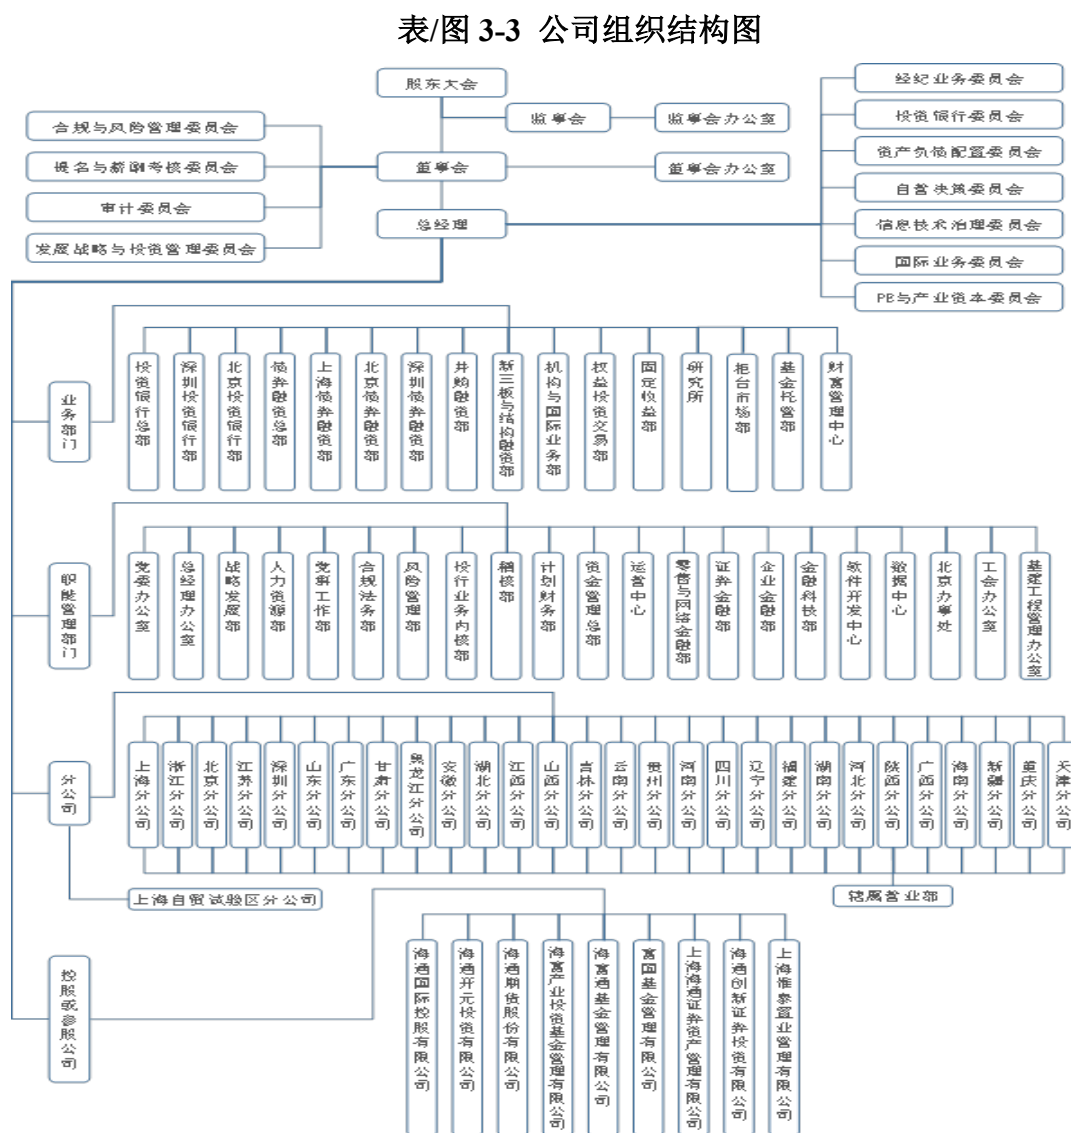 表/图 3-3 公司组织结构图
股东大会
监事会
监事会办公室
董事会
董事会办公室
总经理
合规与风险管理委员会
提名与薪酬考核委员会
审计委员会
发展战略与投资管理委员会
经纪业务委员会
投资银行委员会
资产负债配置委员会
自营决策委员会
信息技术治理委员会
国际业务委员会
PB与产业资本委员会
业务部门
投资银行总部
深圳投资银行部
北京投资银行部
债券融资总部
上海债券融资部
北京债券融资部
深圳债券融资部
并购融资部
新三板与结构融资部
机构与国际业务部
权益投资交易部
固定收益部
研究所
柜台市场部
基金托管部
财富管理中心
职能管理部门
党委办公室
总经理办公室
战略发展部
人力资源部
党群工作部
合规法务部
风险管理部
投行业务内核部
稽核部
计划财务部
资金管理总部
运营中心
零售与网络金融部
证券金融部
企业金融部
金融科技部
软件开发中心
数据中心
北京办事处
工会办公室
基建工程管理办公室
分公司
上海分公司
浙江分公司
北京分公司
江苏分公司
深圳分公司
山东分公司
广东分公司
甘肃分公司
黑龙江分公司
安徽分公司
湖北分公司
江西分公司
山西分公司
吉林分公司
云南分公司
贵州分公司
河南分公司
四川分公司
辽宁分公司
福建分公司
湖南分公司
河北分公司
陕西分公司
广西分公司
海南分公司
新疆分公司
重庆分公司
天津分公司
上海自贸试验区分公司
辖属营业部
控股或参股公司
海通国际控股有限公司
海通开元投资有限公司
海通期货股份有限公司
海富产业投资基金管理有限公司
海富通基金管理有限公司
富国基金管理有限公司
上海海通证券资产管理有限公司
海通创新证券投资有限公司
上海惟泰置业管理有限公司